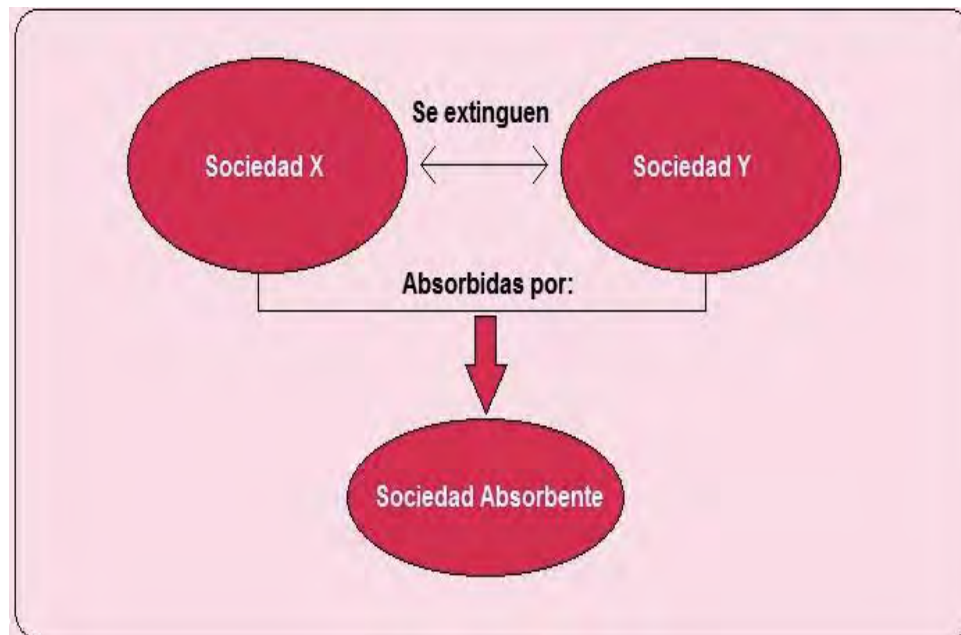 Se extinguen
Sociedad X
Sociedad Y
Absorbidas por:
Sociedad Absorbente